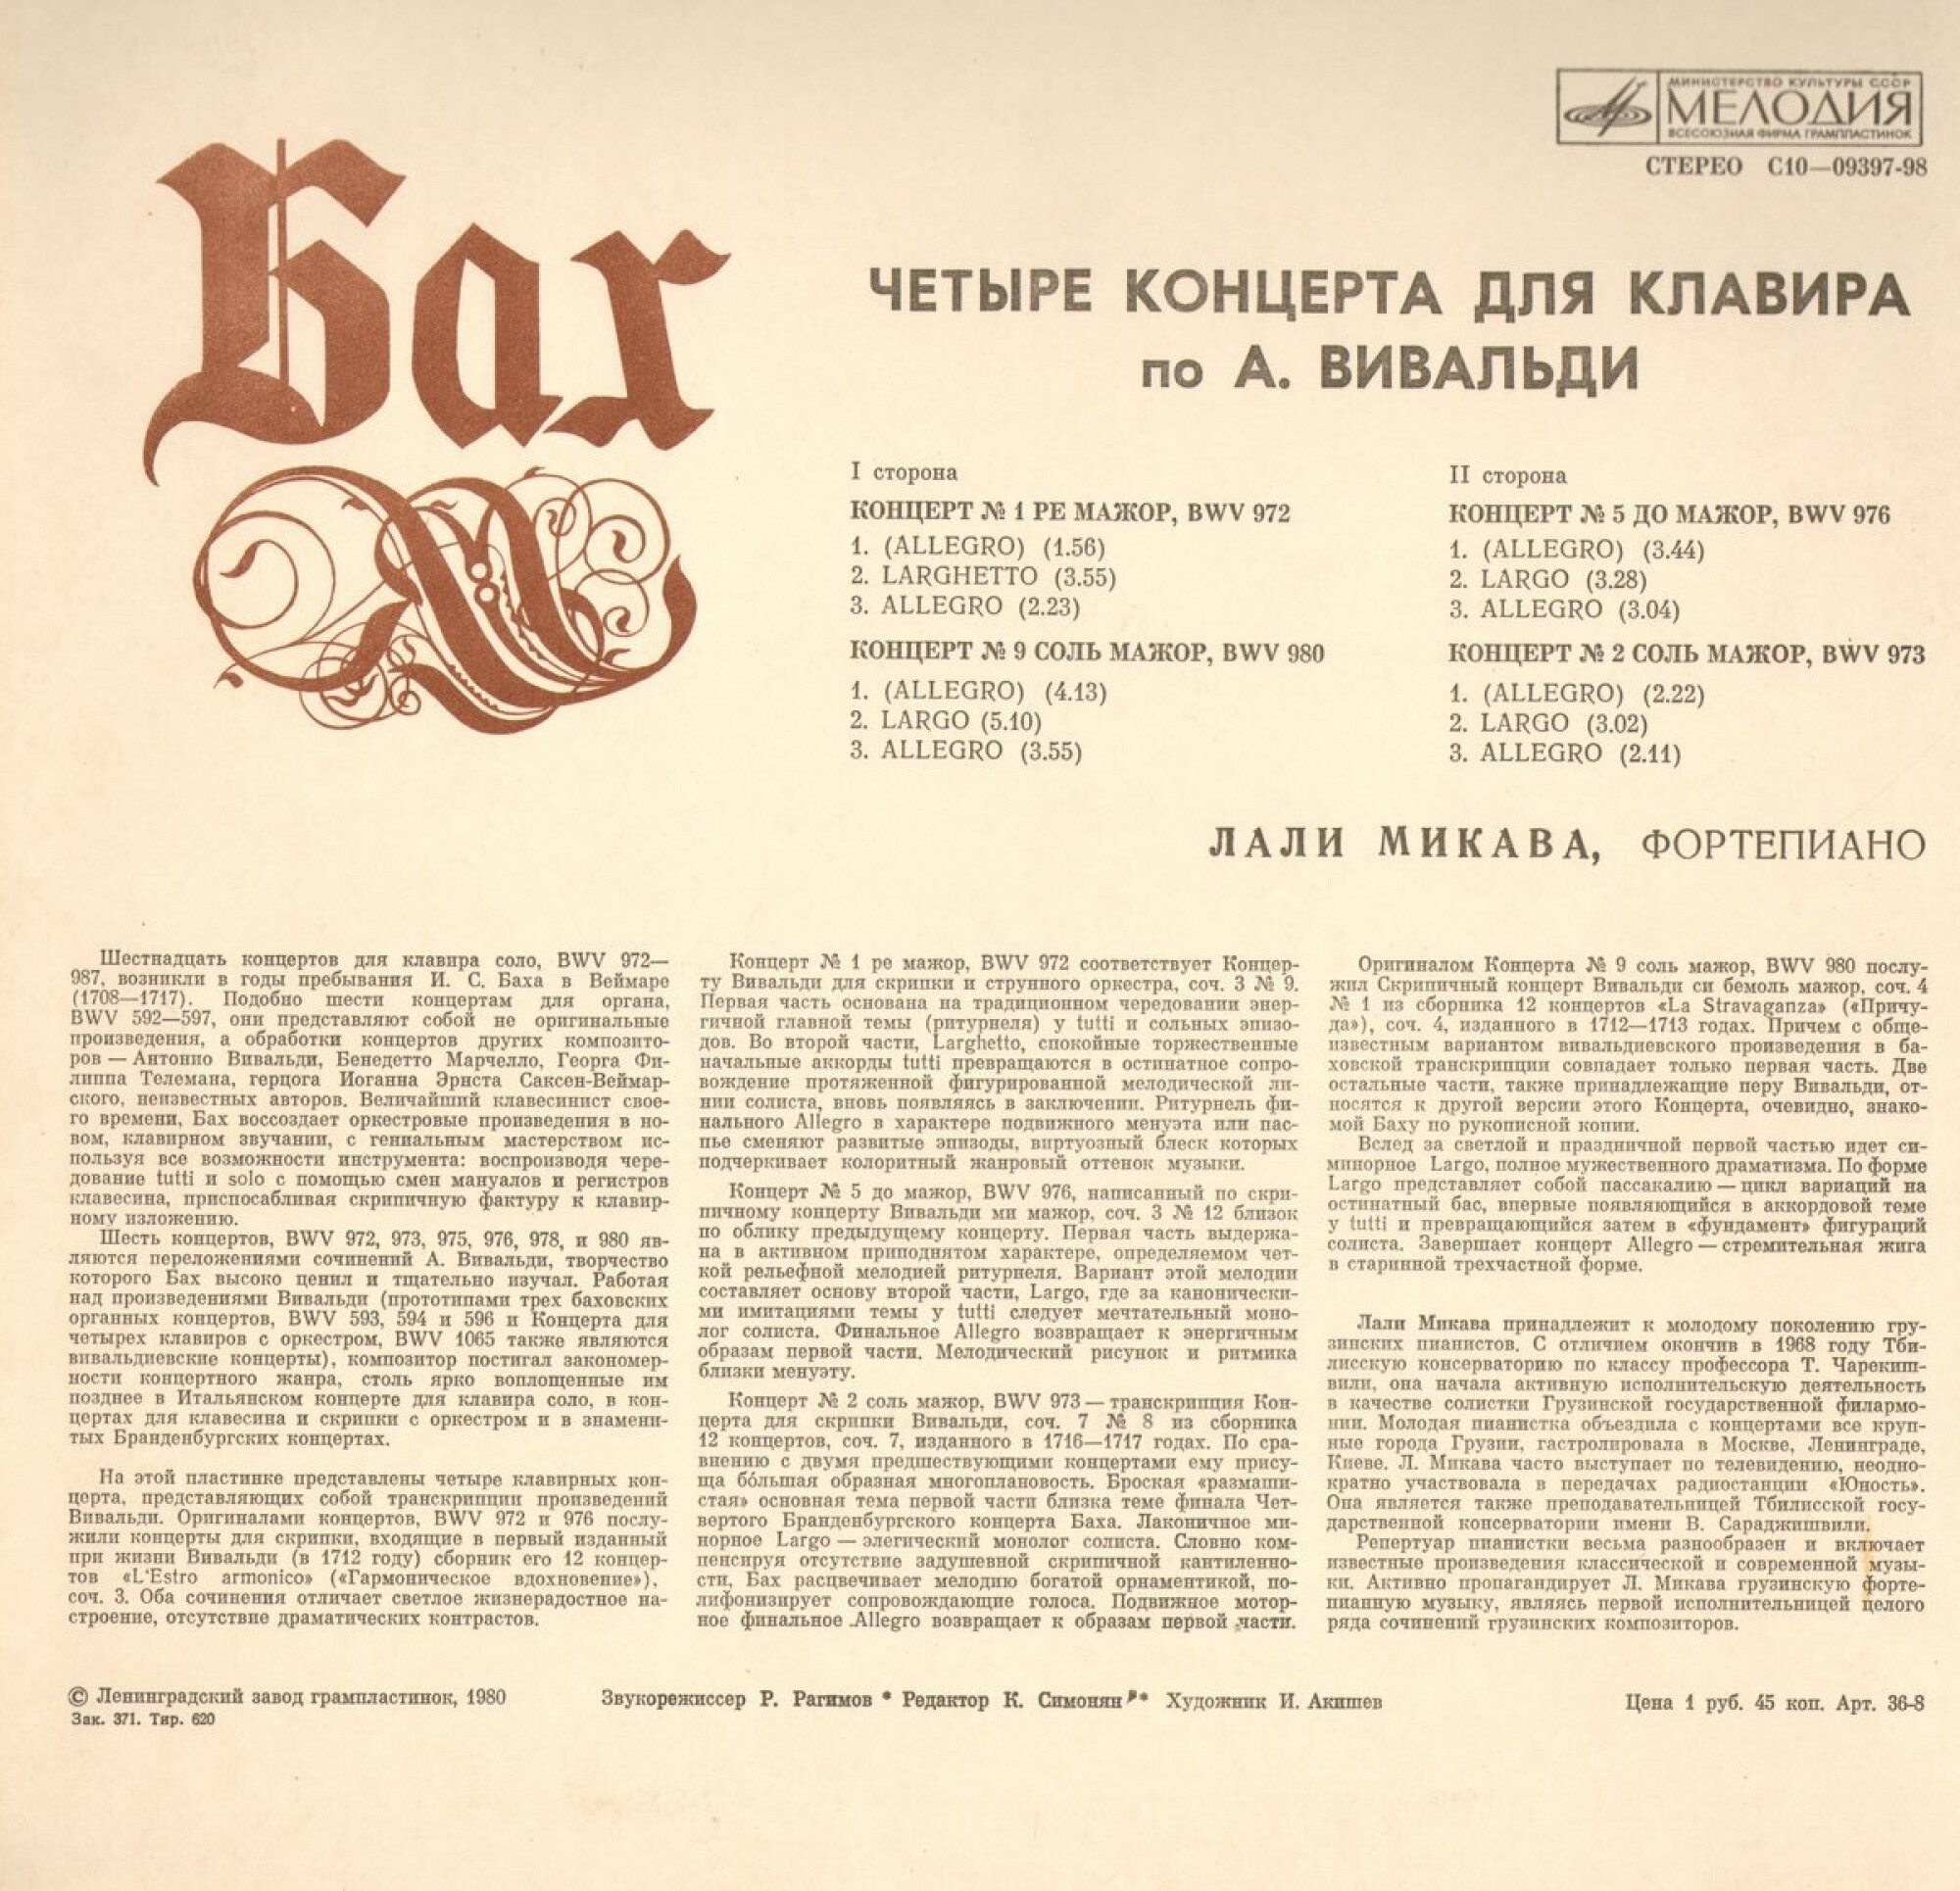 МИНИСТЕРСТВО КУЛЬТУРЫ СССР
МЕЛОДИЯ
ВСЕСОЮЗНАЯ ФИРМА ГРАМПЛАСТИНОК
СТЕРЕО С10—09397-98
Бах
ЧЕТЫРЕ КОНЦЕРТА ДЛЯ КЛАВИРА
по А. ВИВАЛЬДИ
I сторона
КОНЦЕРТ № 1 РЕ МАЖОР, BWV 972
1. (ALLEGRO) (1.56)
2. LARGHETTO (3.55)
3. ALLEGRO (2.23)
КОНЦЕРТ № 9 СОЛЬ МАЖОР, BWV 980
1. (ALLEGRO) (4.13)
2. LARGO (5.10)
3. ALLEGRO (3.55)
II сторона
КОНЦЕРТ № 5 ДО МАЖОР, BWV 976
1. (ALLEGRO) (3.44)
2. LARGO (3.28)
3. ALLEGRO (3.04)
КОНЦЕРТ № 2 СОЛЬ МАЖОР, BWV 973
1. (ALLEGRO) (2.22)
2. LARGO (3.02)
3. ALLEGRO (2.11)
ЛАЛИ МИКАВА, ФОРТЕПИАНО
Шестнадцать концертов для клавира соло, BWV 972—
987, возникли в годы пребывания И. С. Баха в Веймаре
(1708—1717). Подобно шести концертам для органа,
BWV 592—597, они представляют собой не оригинальные
произведения, а обработки концертов других композито-
ров — Антонио Вивальди, Бенедетто Марчелло, Георга Фи-
липпа Телемана, герцога Иоганна Эрнста Саксен-Веймар-
ского, неизвестных авторов. Величайший клавесинист свое-
го времени, Бах воссоздает оркестровые произведения в но-
вом, клавирном звучании, с гениальным мастерством ис-
пользуя все возможности инструмента: воспроизводя чере-
дование tutti и solo с помощью смен мануалов и регистров
клавесина, приспосабливая скрипичную фактуру к клавир-
ному изложению.
Шесть концертов, BWV 972, 973, 975, 976, 978, и 980 яв-
ляются переложениями сочинений А. Вивальди, творчество
которого Бах высоко ценил и тщательно изучал. Работая
над произведениями Вивальди (прототипами трех баховских
органных концертов, BWV 593, 594 и 596 и Концерта для
четырех клавиров с оркестром, BWV 1065 также являются
вивальдиевские концерты), композитор постигал закономер-
ности концертного жанра, столь ярко воплощенные им
позднее в Итальянском концерте для клавира соло, в кон-
цертах для клавесина и скрипки с оркестром и в знамени-
тых Бранденбургских концертах.
На этой пластинке представлены четыре клавирных кон-
церта, представляющих собой транскрипции произведений
Вивальди. Оригиналами концертов, BWV 972 и 976 послу-
жили концерты для скрипки, входящие в первый изданный
при жизни Вивальди (в 1712 году) сборник его 12 концер-
тов «L'Estro armonico» («Гармоническое вдохновение»),
соч. 3. Оба сочинения отличает светлое жизнерадостное на-
строение, отсутствие драматических контрастов.
Концерт № 1 ре мажор, BWV 972 соответствует Концер-
ту Вивальди для скрипки и струнного оркестра, соч. 3 № 9.
Первая часть основана на традиционном чередовании энер-
гичной главной темы (ритурнеля) у tutti и сольных эпизо-
дов. Во второй части, Larghetto, спокойные торжественные
начальные аккорды tutti превращаются в остинатное сопро-
вождение протяженной фигурированной мелодической ли-
нии солиста, вновь появляясь в заключении. Ритурнель фи-
нального Allegro в характере подвижного менуэта или пас-
пье сменяют развитые эпизоды, виртуозный блеск которых
подчеркивает колоритный жанровый оттенок музыки.
Концерт № 5 до мажор, BWV 976, написанный по скри-
пичному концерту Вивальди ми мажор, соч. 3 № 12 близок
по облику предыдущему концерту. Первая часть выдержа-
на в активном приподнятом характере, определяемом чет-
кой рельефной мелодией ритурнеля. Вариант этой мелодии
составляет основу второй части, Largo, где за канонически-
ми имитациями темы у tutti следует мечтательный моно-
лог солиста. Финальное Allegro возвращает к энергичным
образам первой части. Мелодический рисунок и ритмика
близки менуэту.
Концерт № 2 соль мажор, BWV 973 — транскрипция Кон-
церта для скрипки Вивальди, соч. 7 № 8 из сборника
12 концертов, соч. 7, изданного в 1716—1717 годах. По сра-
внению с двумя предшествующими концертами ему прису-
ща бо́льшая образная многоплановость. Броская «размаши-
стая» основная тема первой части близка теме финала Чет-
вертого Бранденбургского концерта Баха. Лаконичное ми-
норное Largo — элегический монолог солиста. Словно ком-
пенсируя отсутствие задушевной скрипичной кантиленно-
сти, Бах расцвечивает мелодию богатой орнаментикой, по-
лифонизирует сопровождающие голоса. Подвижное мотор-
ное финальное Allegro возвращает к образам первой части.
Оригиналом Концерта № 9 соль мажор, BWV 980 послу-
жил Скрипичный концерт Вивальди си бемоль мажор, соч. 4
№ 1 из сборника 12 концертов «La Stravaganza» («Причу-
да»), соч. 4, изданного в 1712—1713 годах. Причем с обще-
известным вариантом вивальдиевского произведения в ба-
ховской транскрипции совпадает только первая часть. Две
остальные части, также принадлежащие перу Вивальди, от-
носятся к другой версии этого Концерта, очевидно, знако-
мой Баху по рукописной копии.
Вслед за светлой и праздничной первой частью идет си-
минорное Largo, полное мужественного драматизма. По форме
Largo представляет собой пассакалию — цикл вариаций на
остинатный бас, впервые появляющийся в аккордовой теме
у tutti и превращающийся затем в «фундамент» фигураций
солиста. Завершает концерт Allegro — стремительная жига
в старинной трехчастной форме.
Лали Микава принадлежит к молодому поколению гру-
зинских пианистов. С отличием окончив в 1968 году Тби-
лисскую консерваторию по классу профессора Т. Чарекиш-
вили, она начала активную исполнительскую деятельность
в качестве солистки Грузинской государственной филармо-
нии. Молодая пианистка объездила с концертами все круп-
ные города Грузии, гастролировала в Москве, Ленинграде,
Киеве. Л. Микава часто выступает по телевидению, неодно-
кратно участвовала в передачах радиостанции «Юность».
Она является также преподавательницей Тбилисской госу-
дарственной консерватории имени В. Сараджишвили.
Репертуар пианистки весьма разнообразен и включает
известные произведения классической и современной музы-
ки. Активно пропагандирует Л. Микава грузинскую форте-
пианную музыку, являясь первой исполнительницей целого
ряда сочинений грузинских композиторов.
© Ленинградский завод грампластинок, 1980
Зак. 371. Тир. 620
Звукорежиссер Р. Рагимов * Редактор К. Симонян * Художник И. Акишев
Цена 1 руб. 45 коп. Арт. 36-8